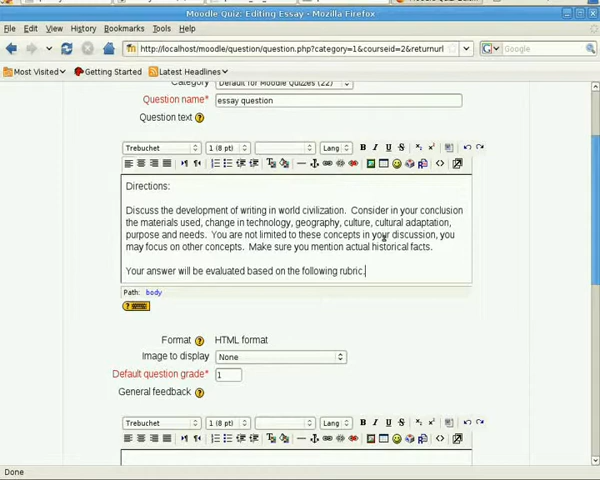 Moodle Quiz: Editing Essay - Mozilla Firefox
File Edit View History Bookmarks Tools Help
http://localhost/moodle/question/question.php?category=1&courseid=2&returnurl
Google
Most Visited Getting Started Latest Headlines
Category Default for Moodle Quizzes (22)
Question name* essay question
Question text
Trebuchet 1 (8 pt) Lang B I U S
Directions:
Discuss the development of writing in world civilization. Consider in your conclusion
the materials used, change in technology, geography, culture, cultural adaptation,
purpose and needs. You are not limited to these concepts in your discussion, you
may focus on other concepts. Make sure you mention actual historical facts.
Your answer will be evaluated based on the following rubric.
Path: body
Format HTML format
Image to display None
Default question grade* 1
General feedback
Trebuchet 1 (8 pt) Lang B I U S
Done